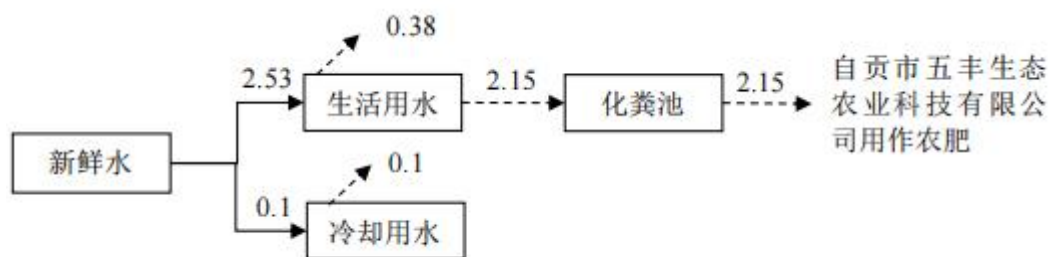 0.38
2.53
生活用水
2.15
化粪池
2.15
自贡市五丰生态
农业科技有限公
司用作农肥
新鲜水
0.1
0.1
冷却用水